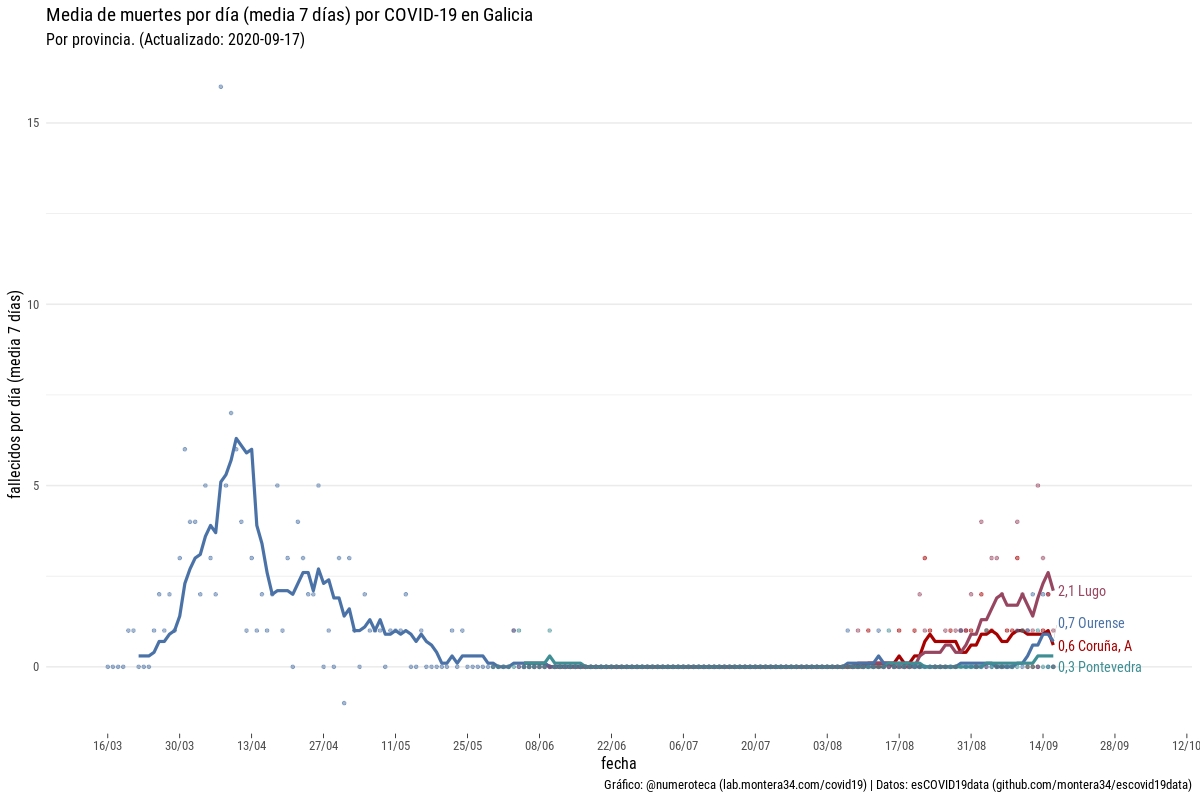 Media de muertes por día (media 7 días) por COVID-19 en Galicia
Por provincia. (Actualizado: 2020-09-17)
fallecidos por día (media 7 días)
15
10
5
0
2,1 Lugo
0,7 Ourense
0,6 Coruña, A
0,3 Pontevedra
16/03 30/03 13/04 27/04 11/05 25/05 08/06 22/06 06/07 20/07 03/08 17/08 31/08 14/09 28/09 12/10
fecha
Gráfico: @numeroteca (lab.montera34.com/covid19) | Datos: esCOVID19data (github.com/montera34/escovid19data)